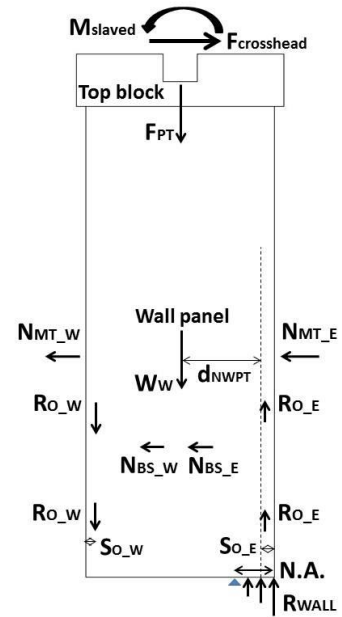 Mslaved
Fcrosshead
Top block
FPT
Wall panel
NMT_W
NMT_E
WW
dNWPT
RO_W
RO_E
NBS_W
NBS_E
RO_W
RO_E
SO_W
SO_E
N.A.
RWALL